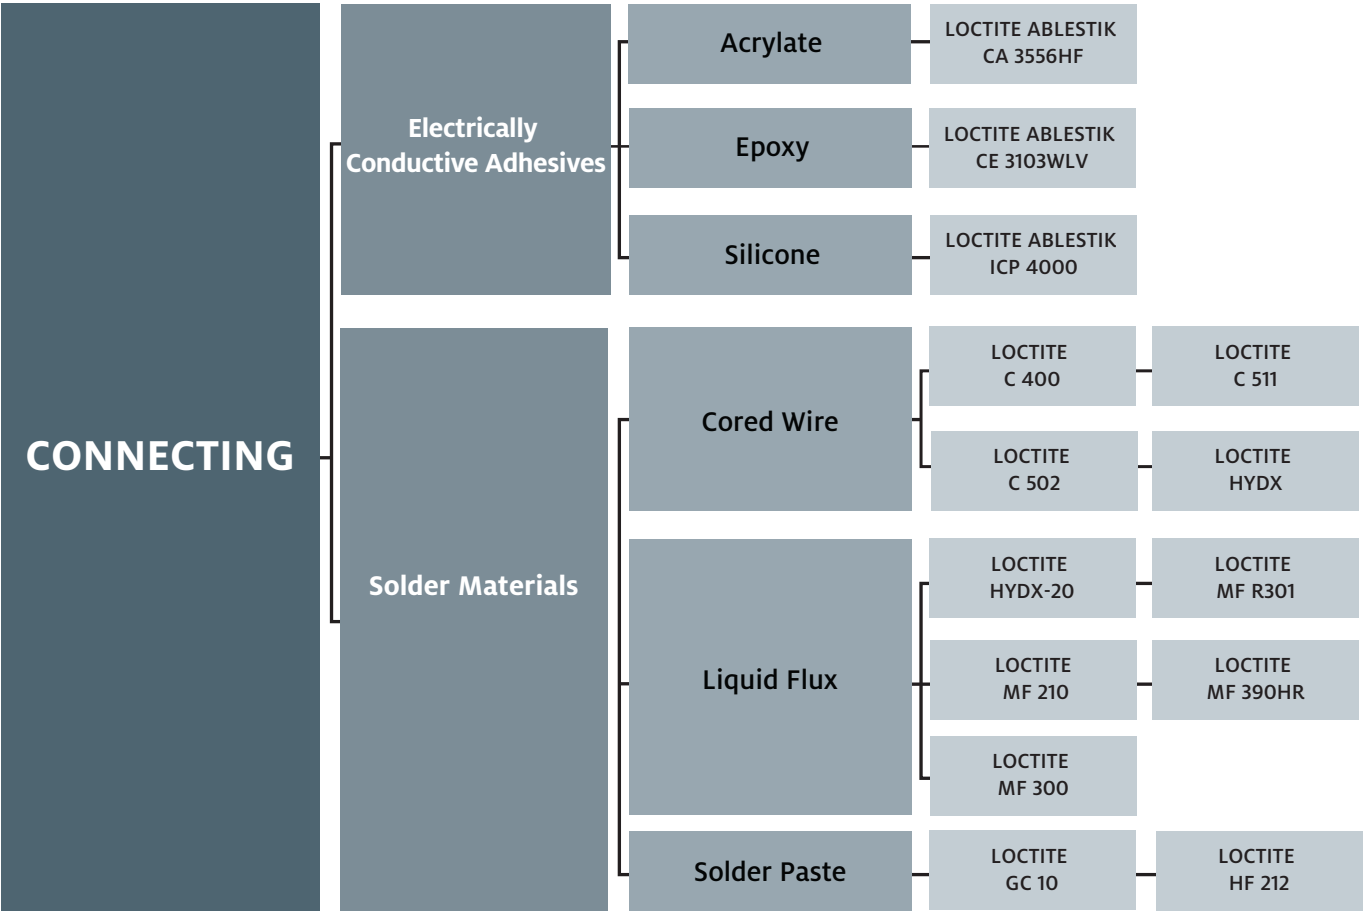 CONNECTING
Electrically
Conductive Adhesives
Acrylate
LOCTITE ABLESTIK
CA 3556HF
Epoxy
LOCTITE ABLESTIK
CE 3103WLV
Silicone
LOCTITE ABLESTIK
ICP 4000
Solder Materials
Cored Wire
LOCTITE
C 400
LOCTITE
C 511
LOCTITE
C 502
LOCTITE
HYDX
Liquid Flux
LOCTITE
HYDX-20
LOCTITE
MF R301
LOCTITE
MF 210
LOCTITE
MF 390HR
LOCTITE
MF 300
Solder Paste
LOCTITE
GC 10
LOCTITE
HF 212